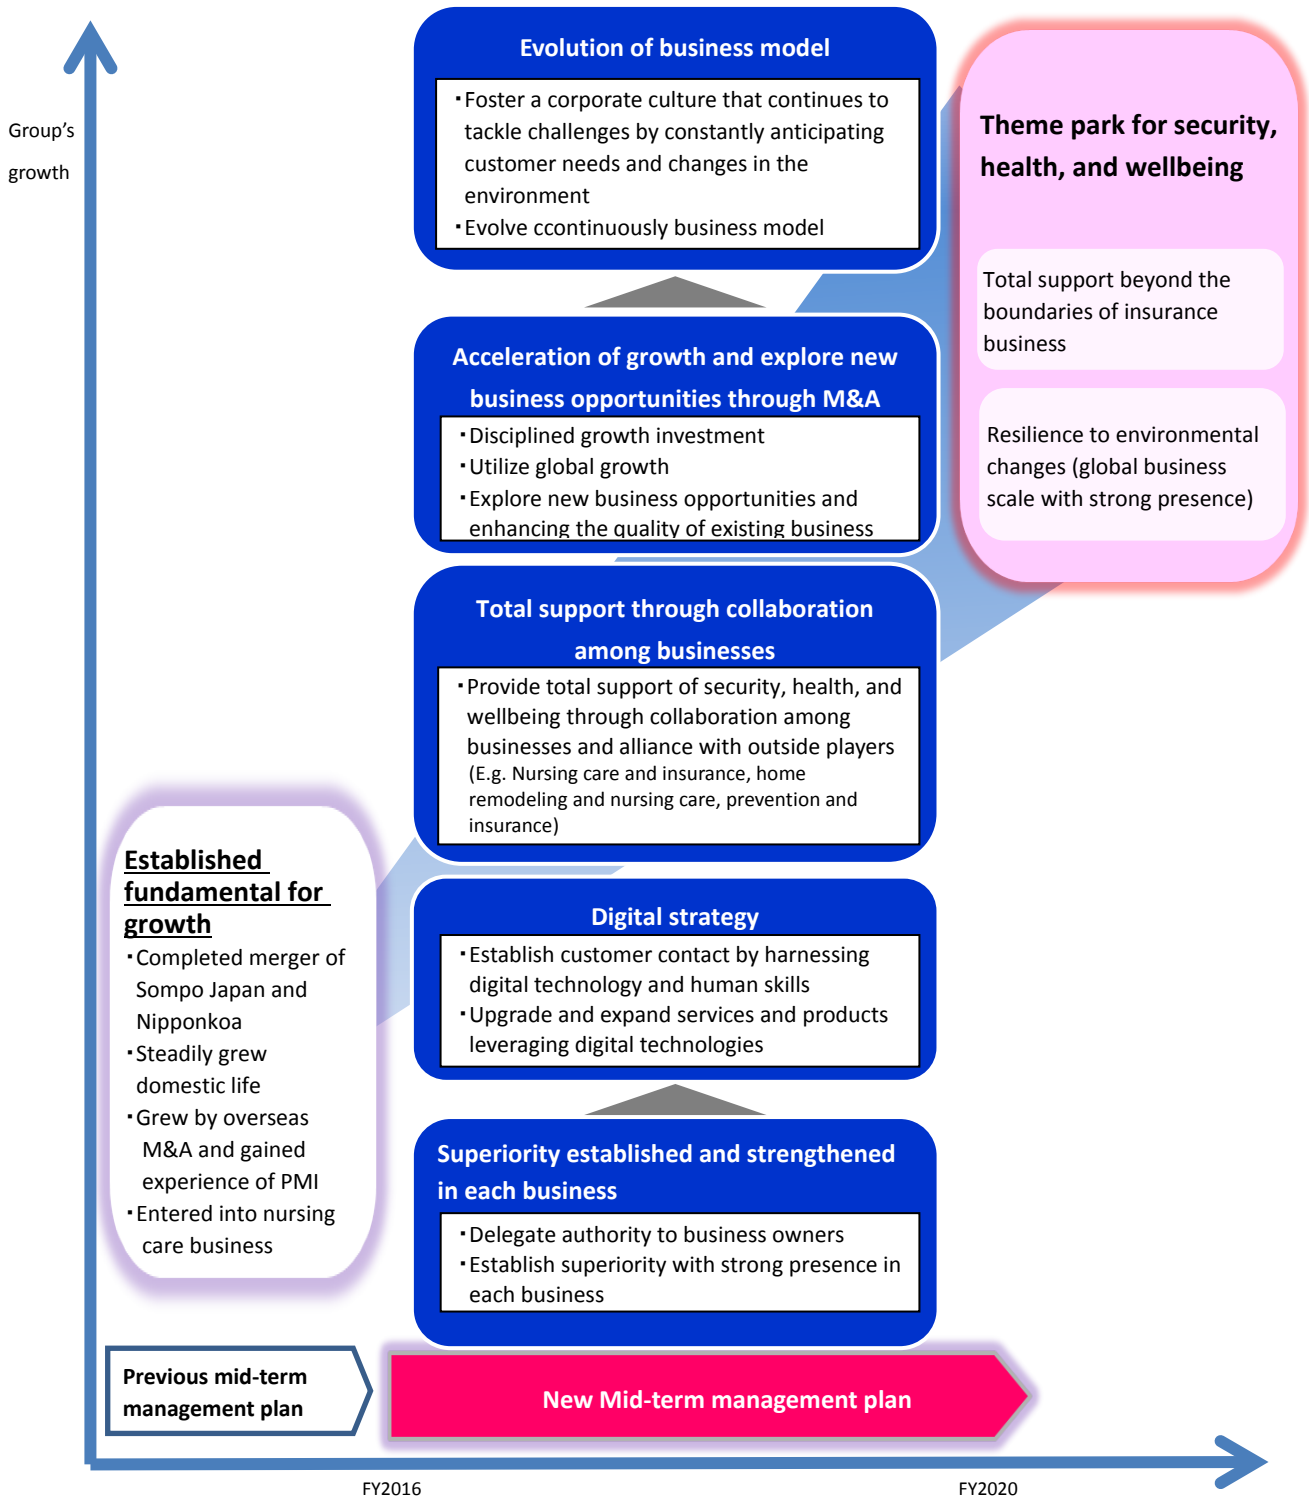 Group's
growth
Evolution of business model
・Foster a corporate culture that continues to
tackle challenges by constantly anticipating
customer needs and changes in the
environment
・Evolve ccontinuously business model
Theme park for security,
health, and wellbeing
Total support beyond the
boundaries of insurance
business
Resilience to environmental
changes (global business
scale with strong presence)
Acceleration of growth and explore new
business opportunities through M&A
・Disciplined growth investment
・Utilize global growth
・Explore new business opportunities and
enhancing the quality of existing business
Total support through collaboration
among businesses
・Provide total support of security, health, and
wellbeing through collaboration among
businesses and alliance with outside players
(E.g. Nursing care and insurance, home
remodeling and nursing care, prevention and
insurance)
Established
fundamental for
growth
・Completed merger of
Sompo Japan and
Nipponkoa
・Steadily grew
domestic life
・Grew by overseas
M&A and gained
experience of PMI
・Entered into nursing
care business
Digital strategy
・Establish customer contact by harnessing
digital technology and human skills
・Upgrade and expand services and products
leveraging digital technologies
Superiority established and strengthened
in each business
・Delegate authority to business owners
・Establish superiority with strong presence in
each business
Previous mid-term
management plan
New Mid-term management plan
FY2016
FY2020